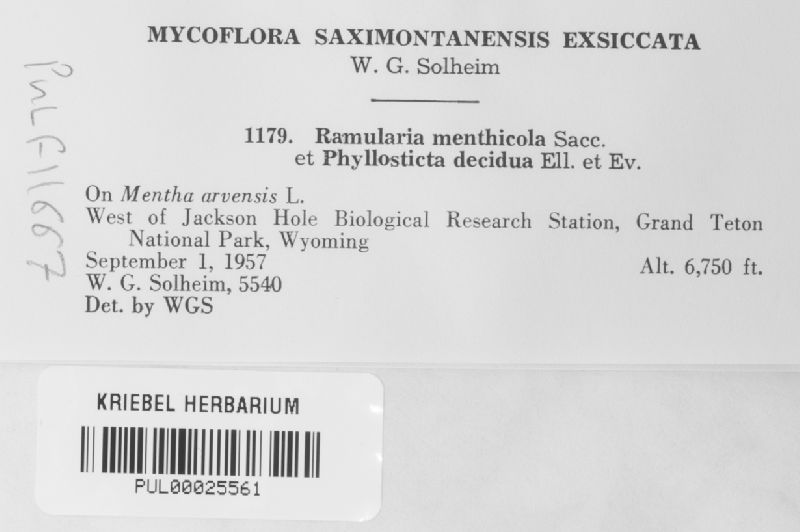 MYCOFLORA SAXIMONTANENSIS EXSICCATA
W. G. Solheim
1179. Ramularia menthicola Sacc.
et Phyllosticta decidua Ell. et Ev.
On Mentha arvensis L.
West of Jackson Hole Biological Research Station, Grand Teton
National Park, Wyoming
September 1, 1957 Alt. 6,750 ft.
W. G. Solheim, 5540
Det. by WGS
PuLF11667
KRIEBEL HERBARIUM
PUL00025561